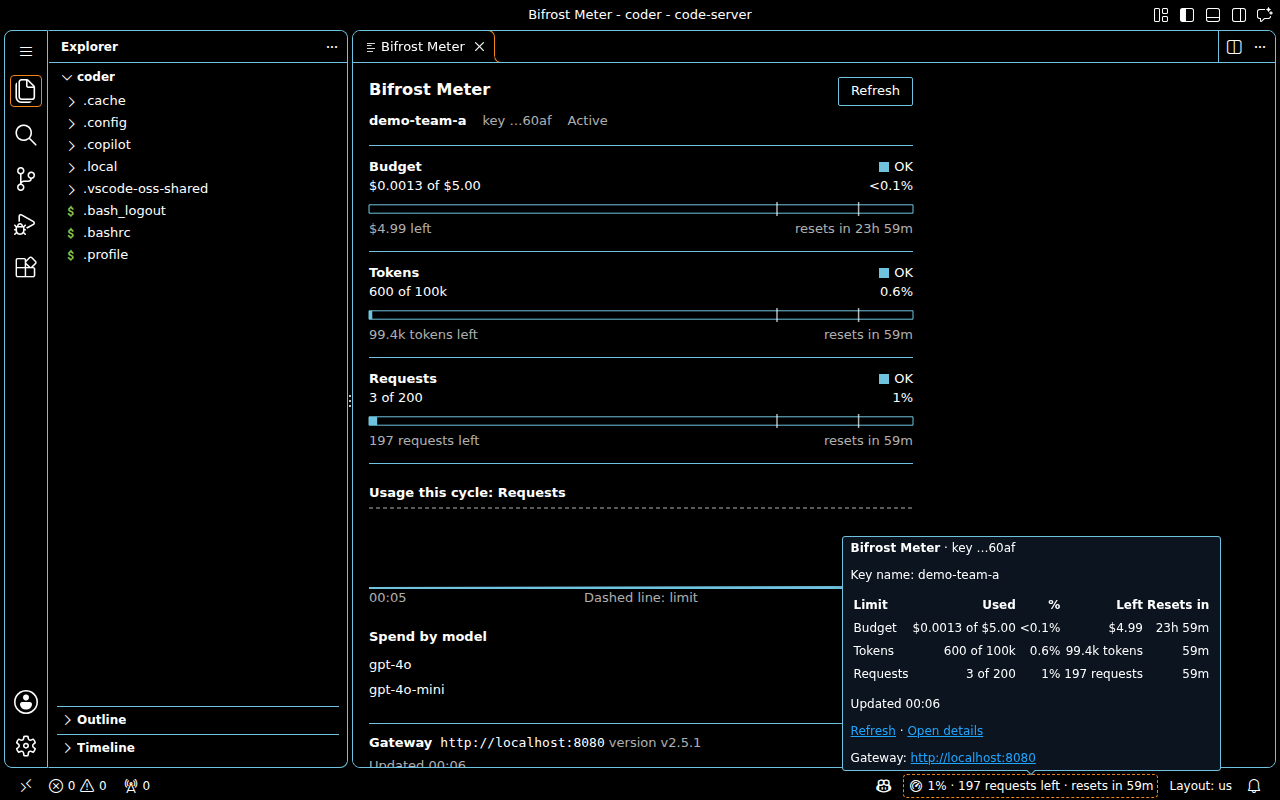 Bifrost Meter - coder - code-server
Explorer
Bifrost Meter
coder
.cache
.config
.copilot
.local
.vscode-oss-shared
$ .bash_logout
$ .bashrc
$ .profile
Outline
Timeline
Bifrost Meter
Refresh
demo-team-a key ...60af Active
Budget OK
$0.0013 of $5.00 <0.1%
$4.99 left resets in 23h 59m
Tokens OK
600 of 100k 0.6%
99.4k tokens left resets in 59m
Requests OK
3 of 200 1%
197 requests left resets in 59m
Usage this cycle: Requests
00:05 Dashed line: limit
Spend by model
gpt-4o
gpt-4o-mini
Gateway http://localhost:8080 version v2.5.1
Updated 00:06
Bifrost Meter · key ...60af
Key name: demo-team-a
Limit Used % Left Resets in
Budget $0.0013 of $5.00 <0.1% $4.99 23h 59m
Tokens 600 of 100k 0.6% 99.4k tokens 59m
Requests 3 of 200 1% 197 requests 59m
Updated 00:06
Refresh · Open details
Gateway: http://localhost:8080
0 0 0
1% · 197 requests left · resets in 59m
Layout: us